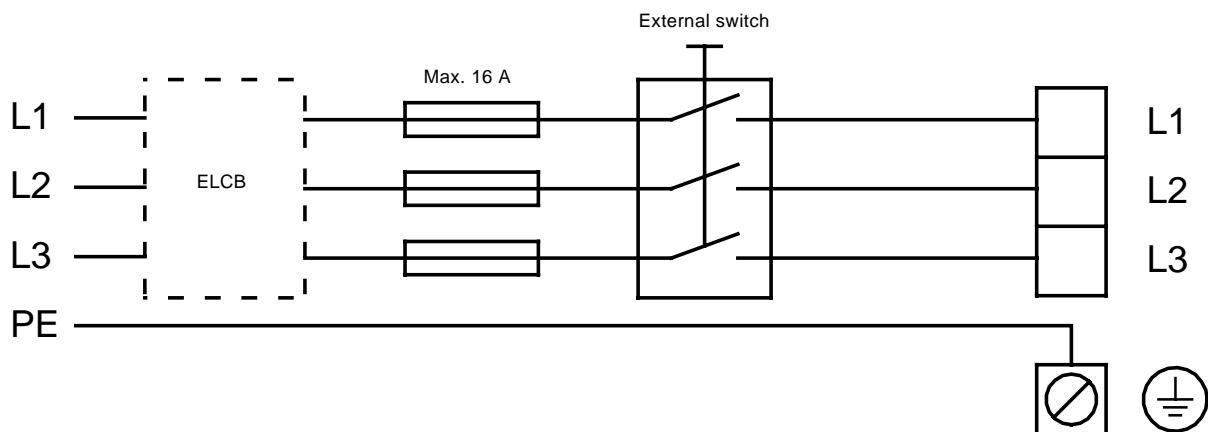 External switch
Max. 16 A
L1
L1
L2
ELCB
L2
L3
L3
PE